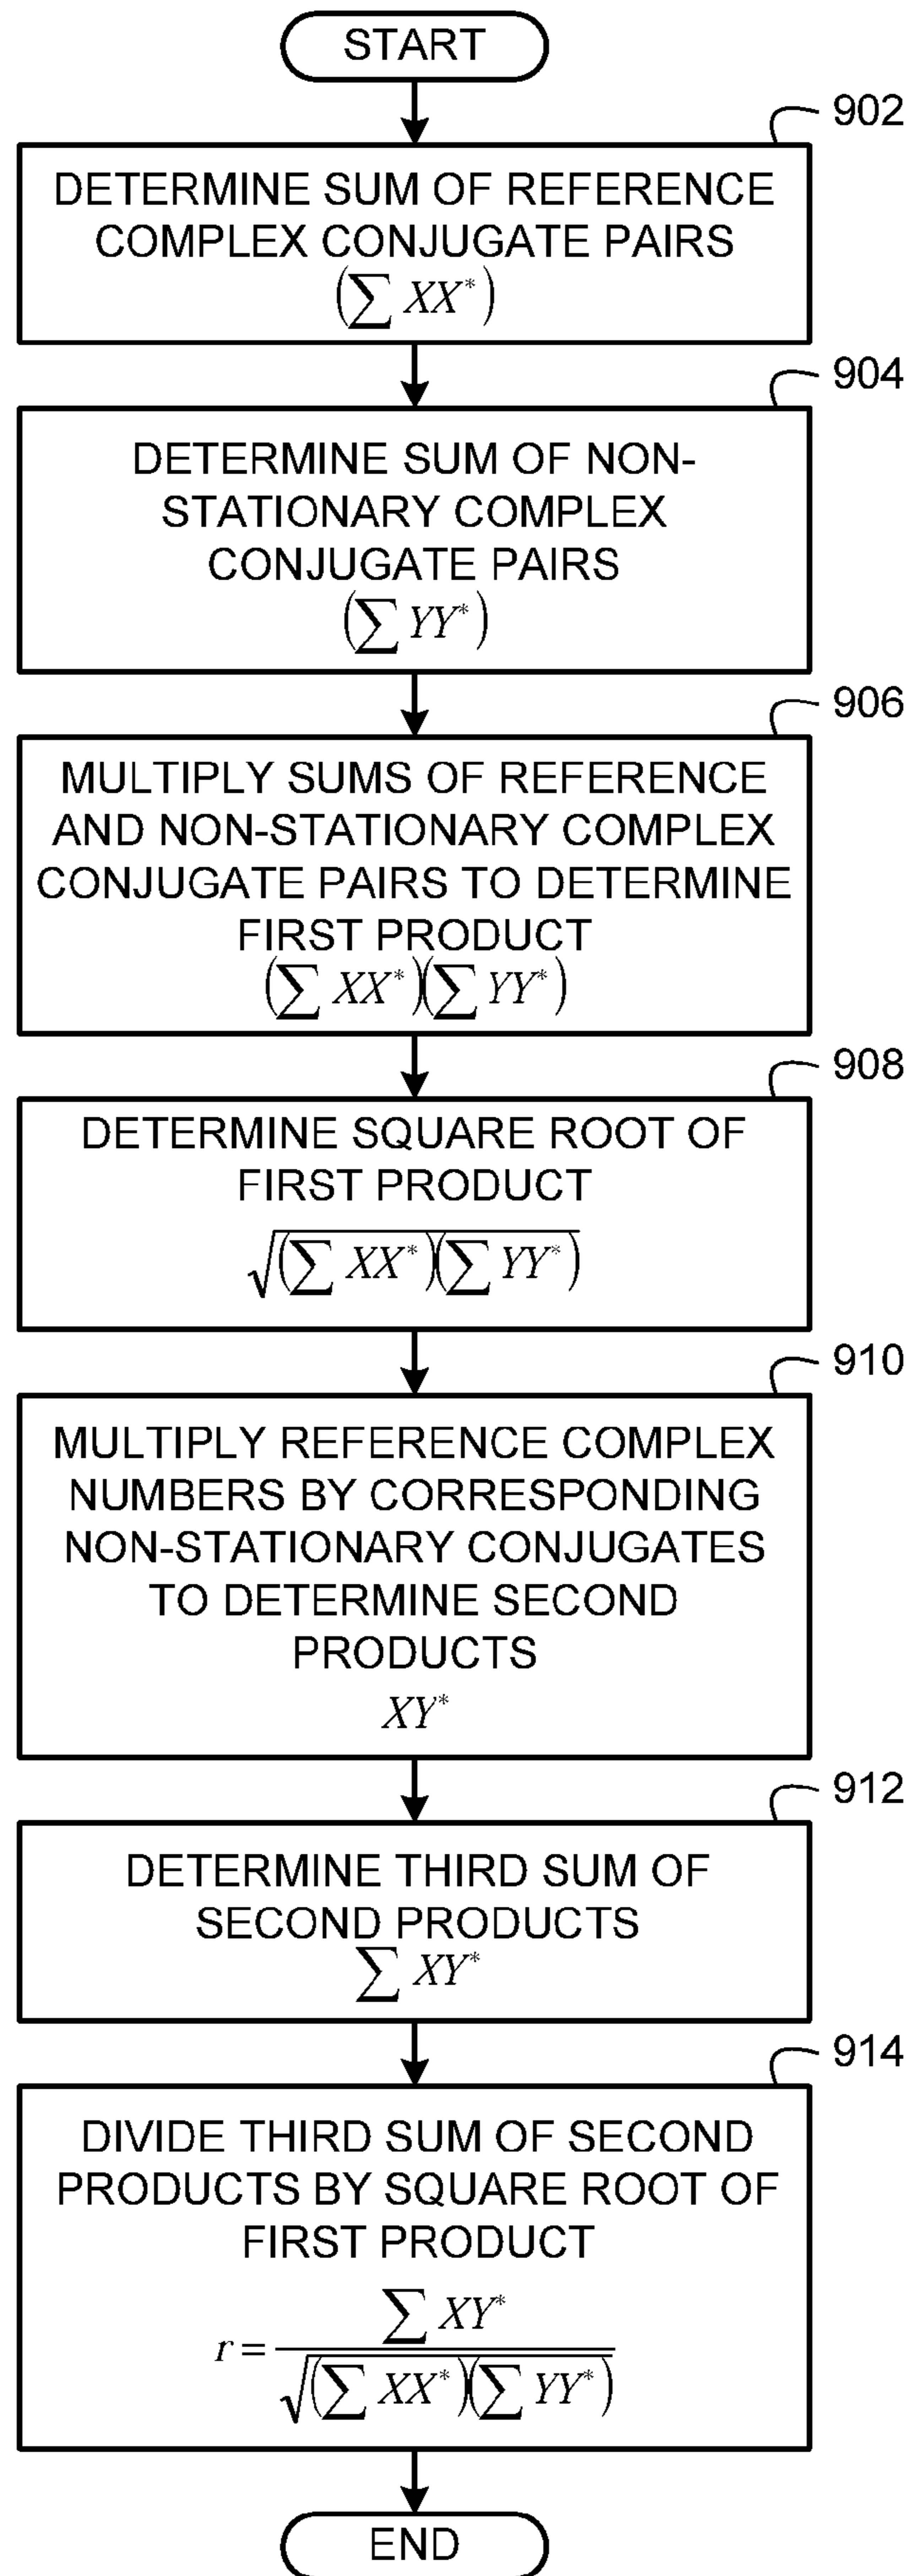 START
902
DETERMINE SUM OF REFERENCE
COMPLEX CONJUGATE PAIRS
(∑ XX*)
904
DETERMINE SUM OF NON-
STATIONARY COMPLEX
CONJUGATE PAIRS
(∑ YY*)
906
MULTIPLY SUMS OF REFERENCE
AND NON-STATIONARY COMPLEX
CONJUGATE PAIRS TO DETERMINE
FIRST PRODUCT
(∑ XX*)(∑ YY*)
908
DETERMINE SQUARE ROOT OF
FIRST PRODUCT
√(∑ XX*)(∑ YY*)
910
MULTIPLY REFERENCE COMPLEX
NUMBERS BY CORRESPONDING
NON-STATIONARY CONJUGATES
TO DETERMINE SECOND
PRODUCTS
XY*
912
DETERMINE THIRD SUM OF
SECOND PRODUCTS
∑ XY*
914
DIVIDE THIRD SUM OF SECOND
PRODUCTS BY SQUARE ROOT OF
FIRST PRODUCT
∑ XY*
r =
√(∑ XX*)(∑ YY*)
END